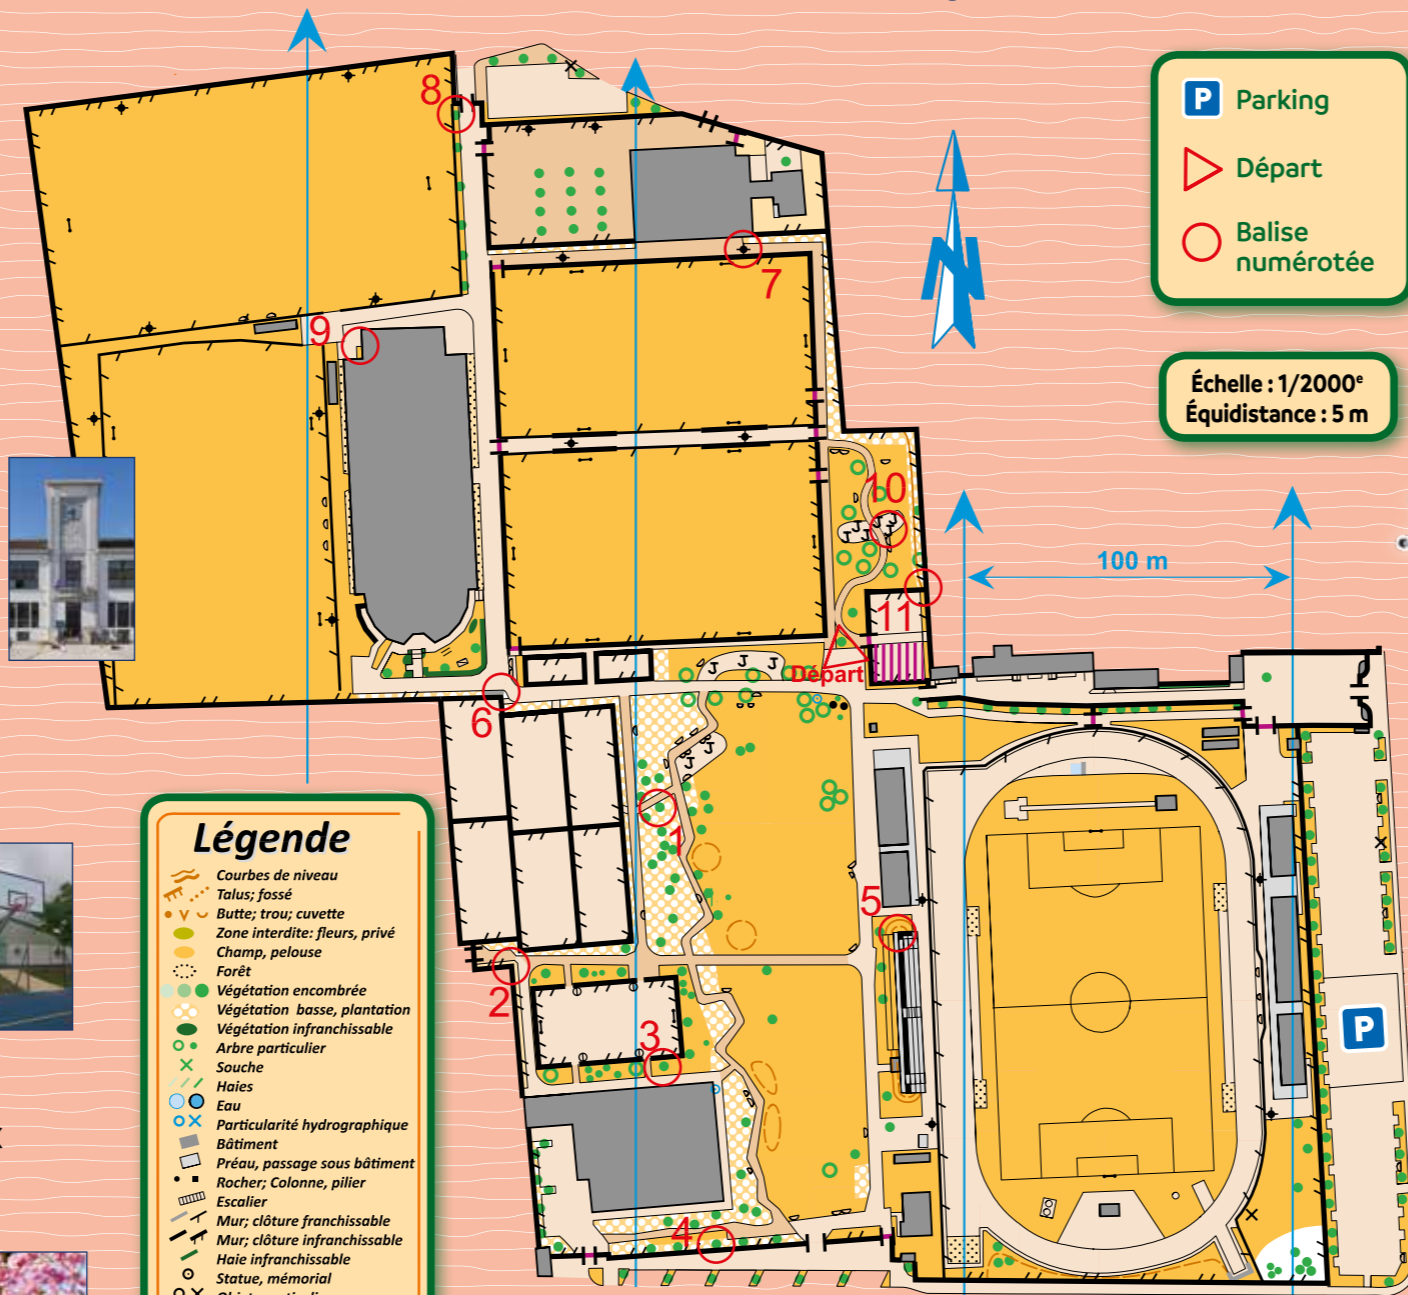 8
P Parking
Départ
Balise
numérotée
7
9
N
Échelle : 1/2000e
Équidistance : 5 m
10
100 m
11
Départ
6
1
5
2
3
P
4
Légende
Courbes de niveau
Talus; fossé
Butte; trou; cuvette
Zone interdite: fleurs, privé
Champ, pelouse
Forêt
Végétation encombrée
Végétation basse, plantation
Végétation infranchissable
Arbre particulier
Souche
Haies
Eau
Particularité hydrographique
Bâtiment
Préau, passage sous bâtiment
Rocher; Colonne, pilier
Escalier
Mur; clôture franchissable
Mur; clôture infranchissable
Haie infranchissable
Statue, mémorial